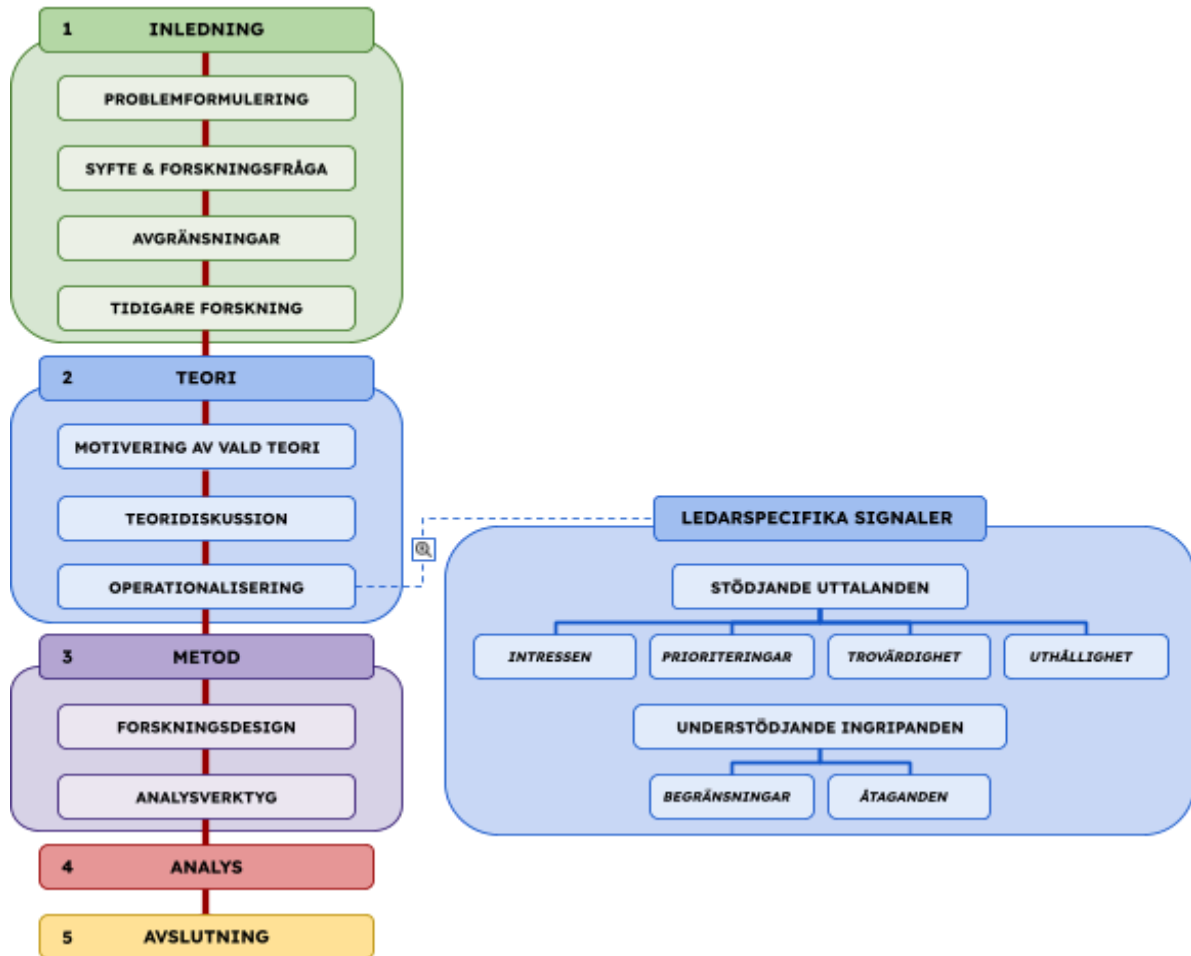 1 INLEDNING
PROBLEMFORMULERING
SYFTE & FORSKNINGSFRÅGA
AVGRÄNSNINGAR
TIDIGARE FORSKNING
2 TEORI
MOTIVERING AV VALD TEORI
TEORIDISKUSSION
OPERATIONALISERING
3 METOD
FORSKNINGSDESIGN
ANALYSVERKTYG
4 ANALYS
5 AVSLUTNING
LEDARSPECIFIKA SIGNALER
STÖDJANDE UTTALANDEN
INTRESSEN PRIORITERINGAR TROVÄRDIGHET UTHÅLLIGHET
UNDERSTÖDJANDE INGRIPANDEN
BEGRÄNSNINGAR ÅTAGANDEN